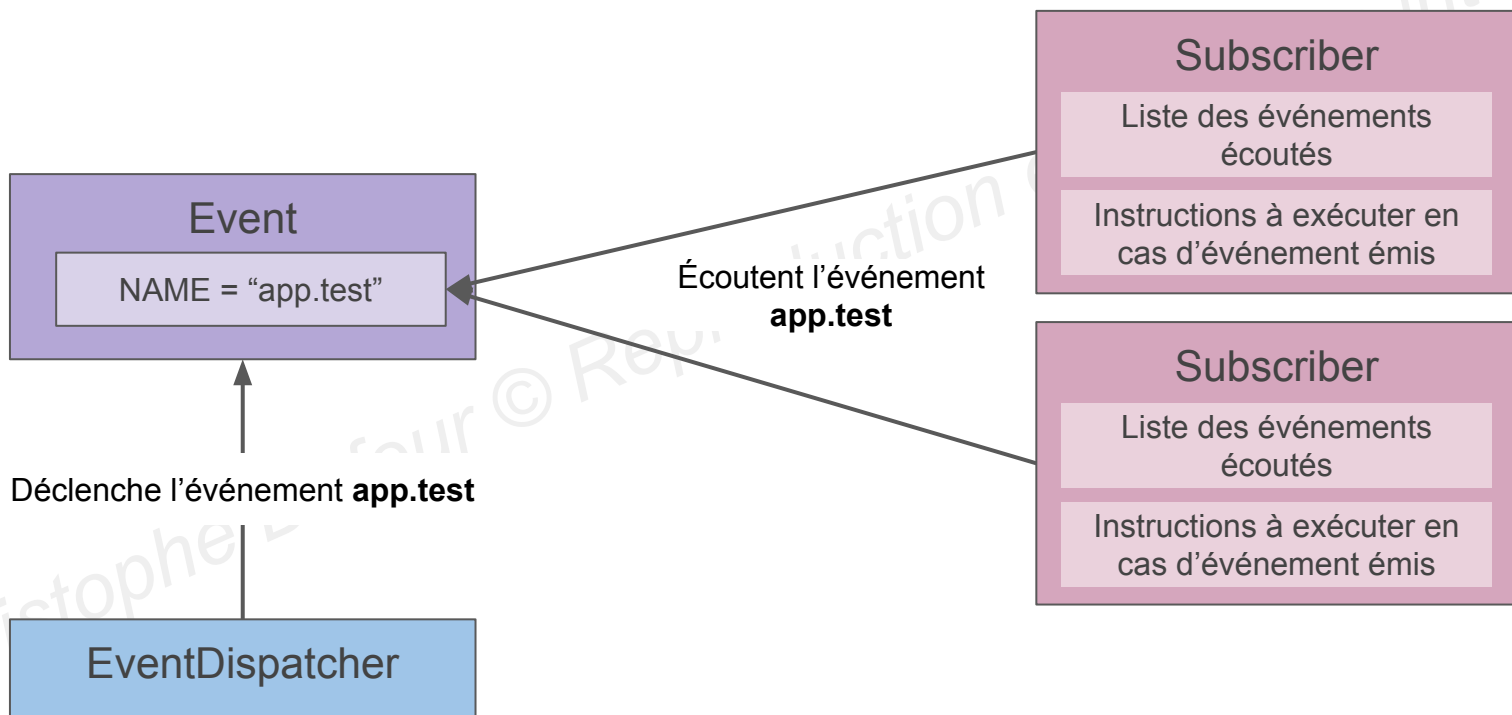 Subscriber
Liste des événements
écoutés
Instructions à exécuter en
cas d’événement émis
Event
NAME = “app.test”
Écoutent l’événement
app.test
Subscriber
Liste des événements
écoutés
Instructions à exécuter en
cas d’événement émis
Déclenche l’événement app.test
EventDispatcher
©